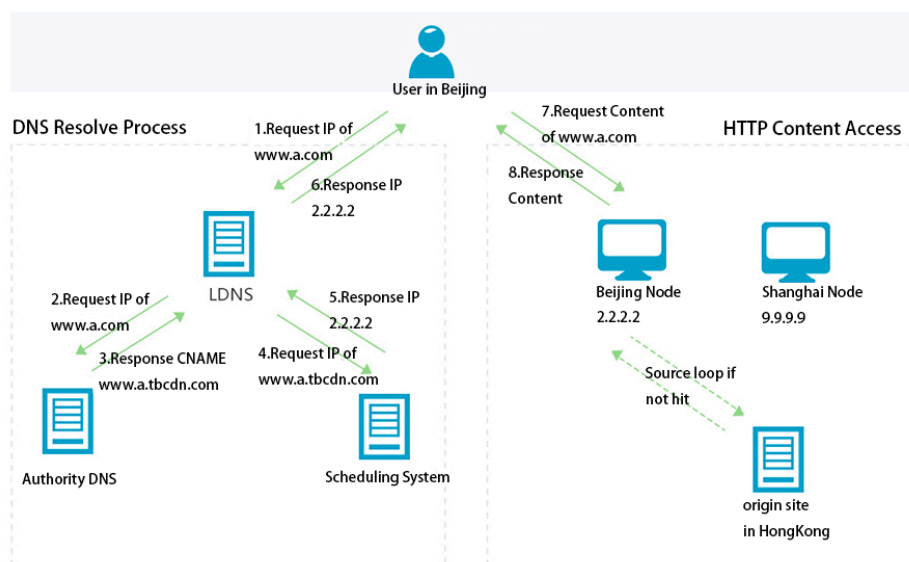 User in Beijing
DNS Resolve Process
1.Request IP of
www.a.com
6.Response IP
2.2.2.2
LDNS
2.Request IP of
www.a.com
3.Response CNAME
www.a.tbcdn.com
5.Response IP
2.2.2.2
4.Request IP of
www.a.tbcdn.com
Authority DNS
Scheduling System
HTTP Content Access
7.Request Content
of www.a.com
8.Response
Content
Beijing Node
2.2.2.2
Shanghai Node
9.9.9.9
Source loop if
not hit
origin site
in HongKong